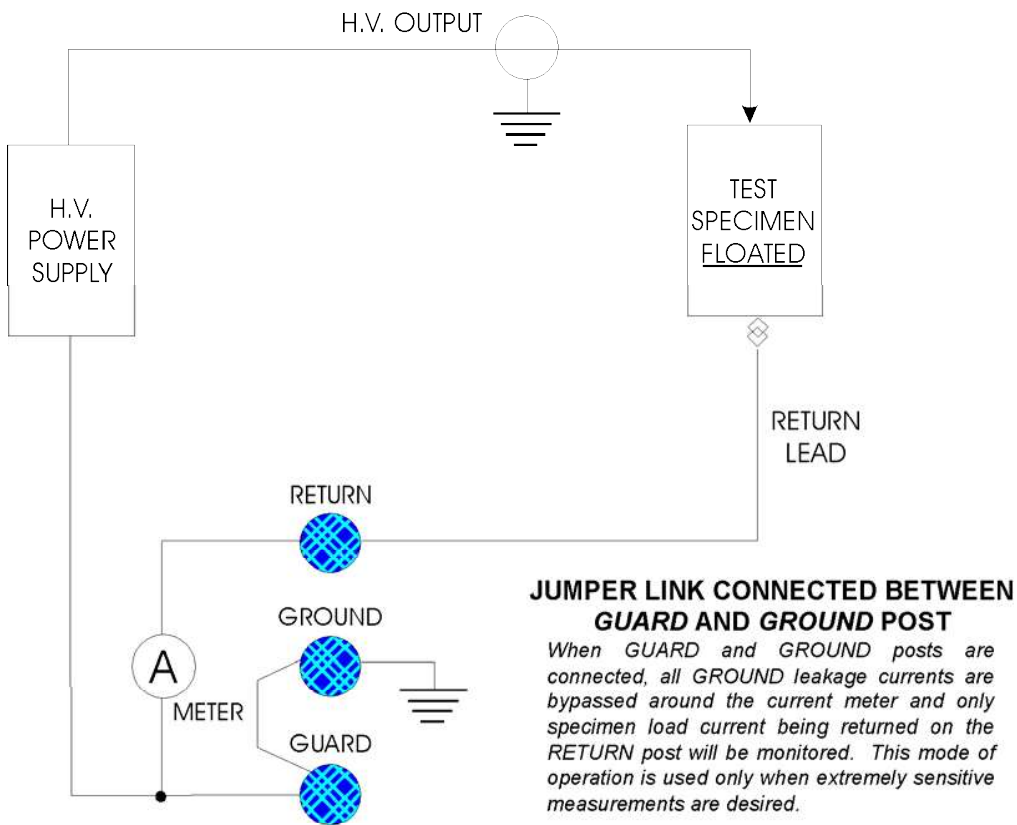 H.V. OUTPUT
H.V.
POWER
SUPPLY
TEST
SPECIMEN
FLOATED
RETURN
LEAD
RETURN
GROUND
A
METER
GUARD
JUMPER LINK CONNECTED BETWEEN
GUARD AND GROUND POST
When GUARD and GROUND posts are
connected, all GROUND leakage currents are
bypassed around the current meter and only
specimen load current being returned on the
RETURN post will be monitored. This mode of
operation is used only when extremely sensitive
measurements are desired.